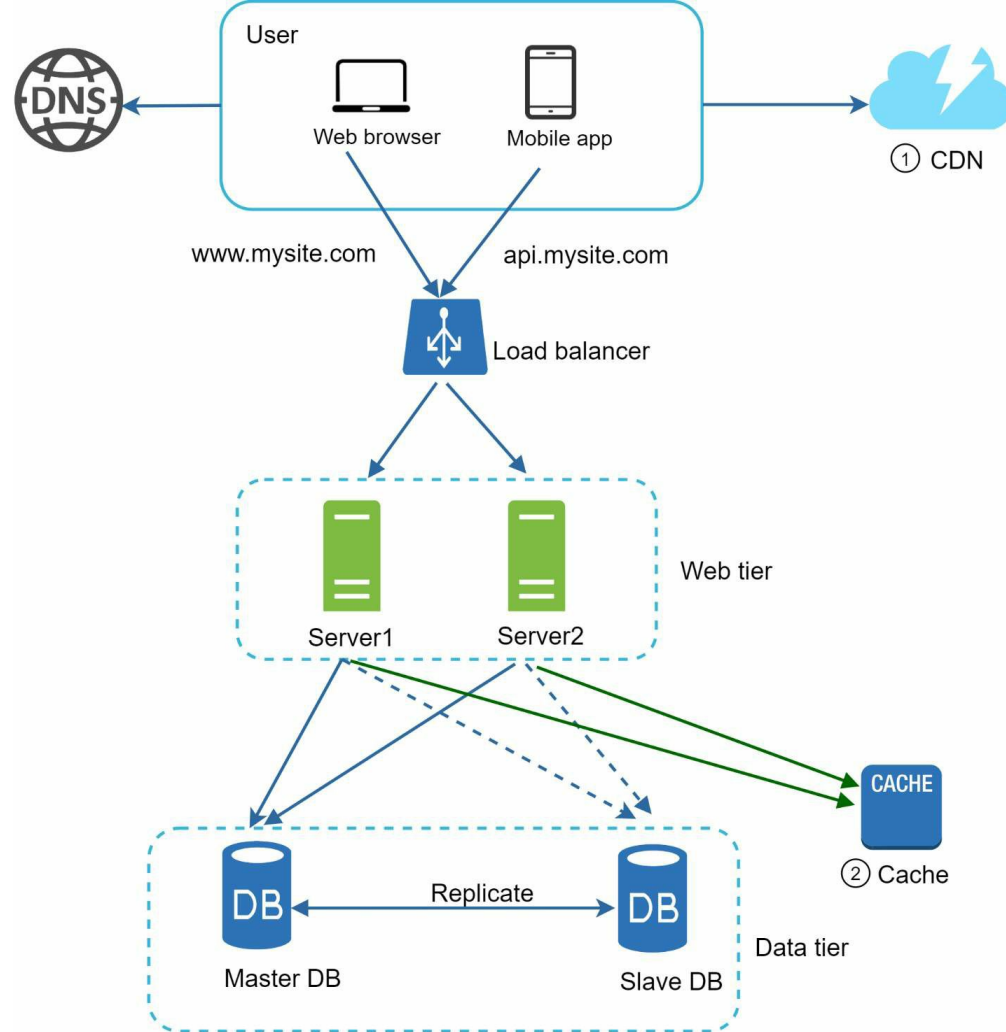 User
DNS
Web browser
Mobile app
1 CDN
www.mysite.com
api.mysite.com
Load balancer
Web tier
Server1
Server2
CACHE
2 Cache
DB
Replicate
DB
Master DB
Slave DB
Data tier